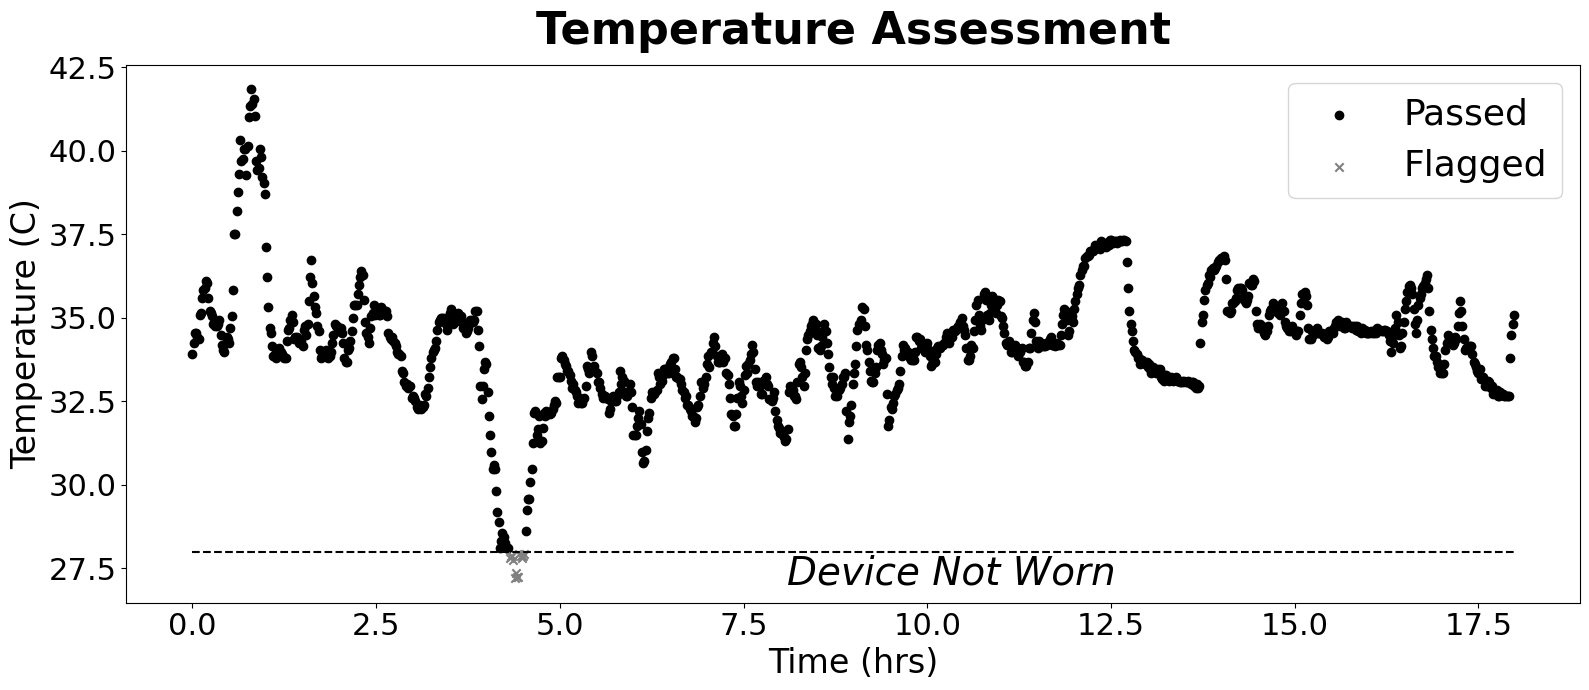 Temperature Assessment
42.5
40.0
37.5
35.0
32.5
30.0
27.5
Temperature (C)
Passed
Flagged
Device Not Worn
0.0 2.5 5.0 7.5 10.0 12.5 15.0 17.5
Time (hrs)